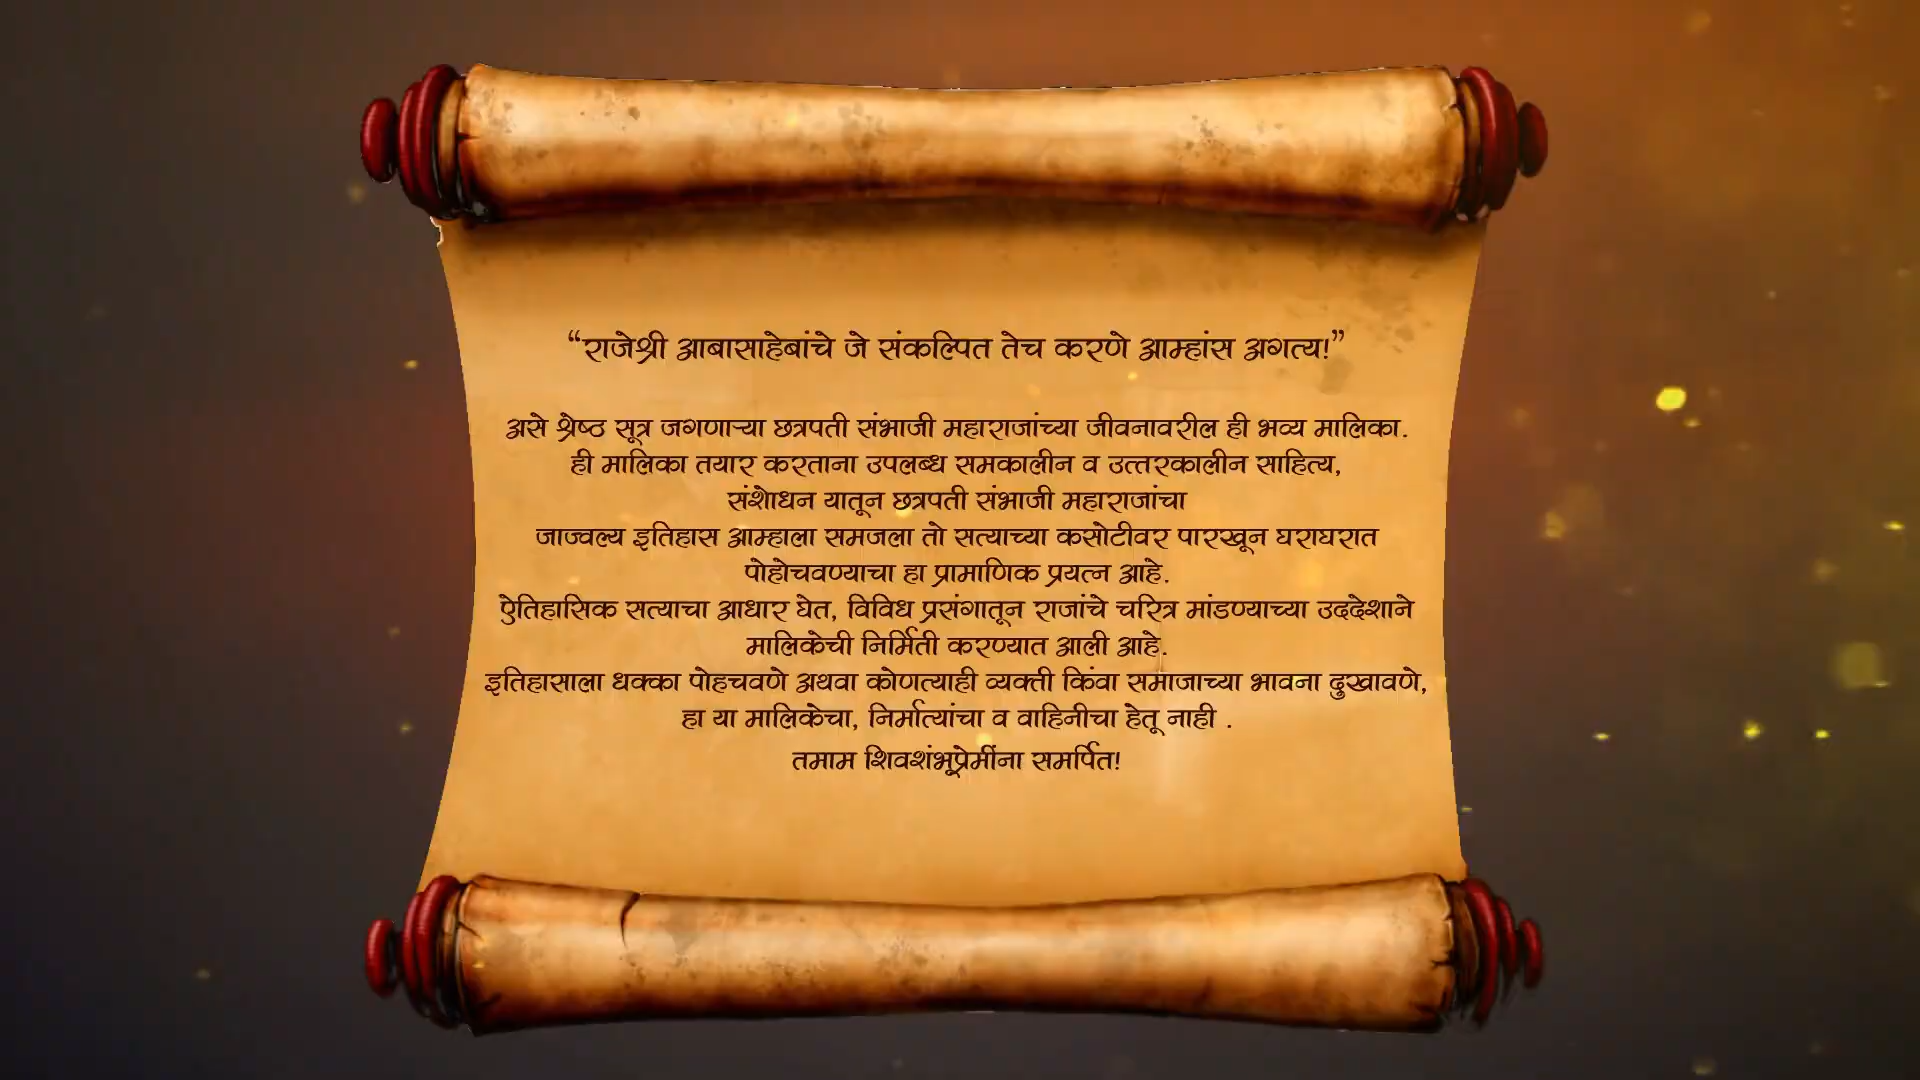 “राजेश्री आबासाहेबांचे जे संकल्पित तेच करणे आम्हांस अगत्य!”
असे श्रेष्ठ सूत्र जगणाऱ्या छत्रपती संभाजी महाराजांच्या जीवनावरील ही भव्य मालिका.
ही मालिका तयार करताना उपलब्ध समकालीन व उत्तरकालीन साहित्य,
संशोधन यातून छत्रपती संभाजी महाराजांचा
जाज्वल्य इतिहास आम्हाला समजला तो सत्याच्या कसोटीवर पारखून घराघरात
पोहोचवण्याचा हा प्रामाणिक प्रयत्न आहे.
ऐतिहासिक सत्याचा आधार घेत, विविध प्रसंगातून राजांचे चरित्र मांडण्याच्या उददेशाने
मालिकेची निर्मिती करण्यात आली आहे.
इतिहासाला धक्का पोहचवणे अथवा कोणत्याही व्यक्ती किंवा समाजाच्या भावना दुखावणे,
हा या मालिकेचा, निर्मात्यांचा व वाहिनीचा हेतू नाही .
तमाम शिवशंभूप्रेमींना समर्पित!